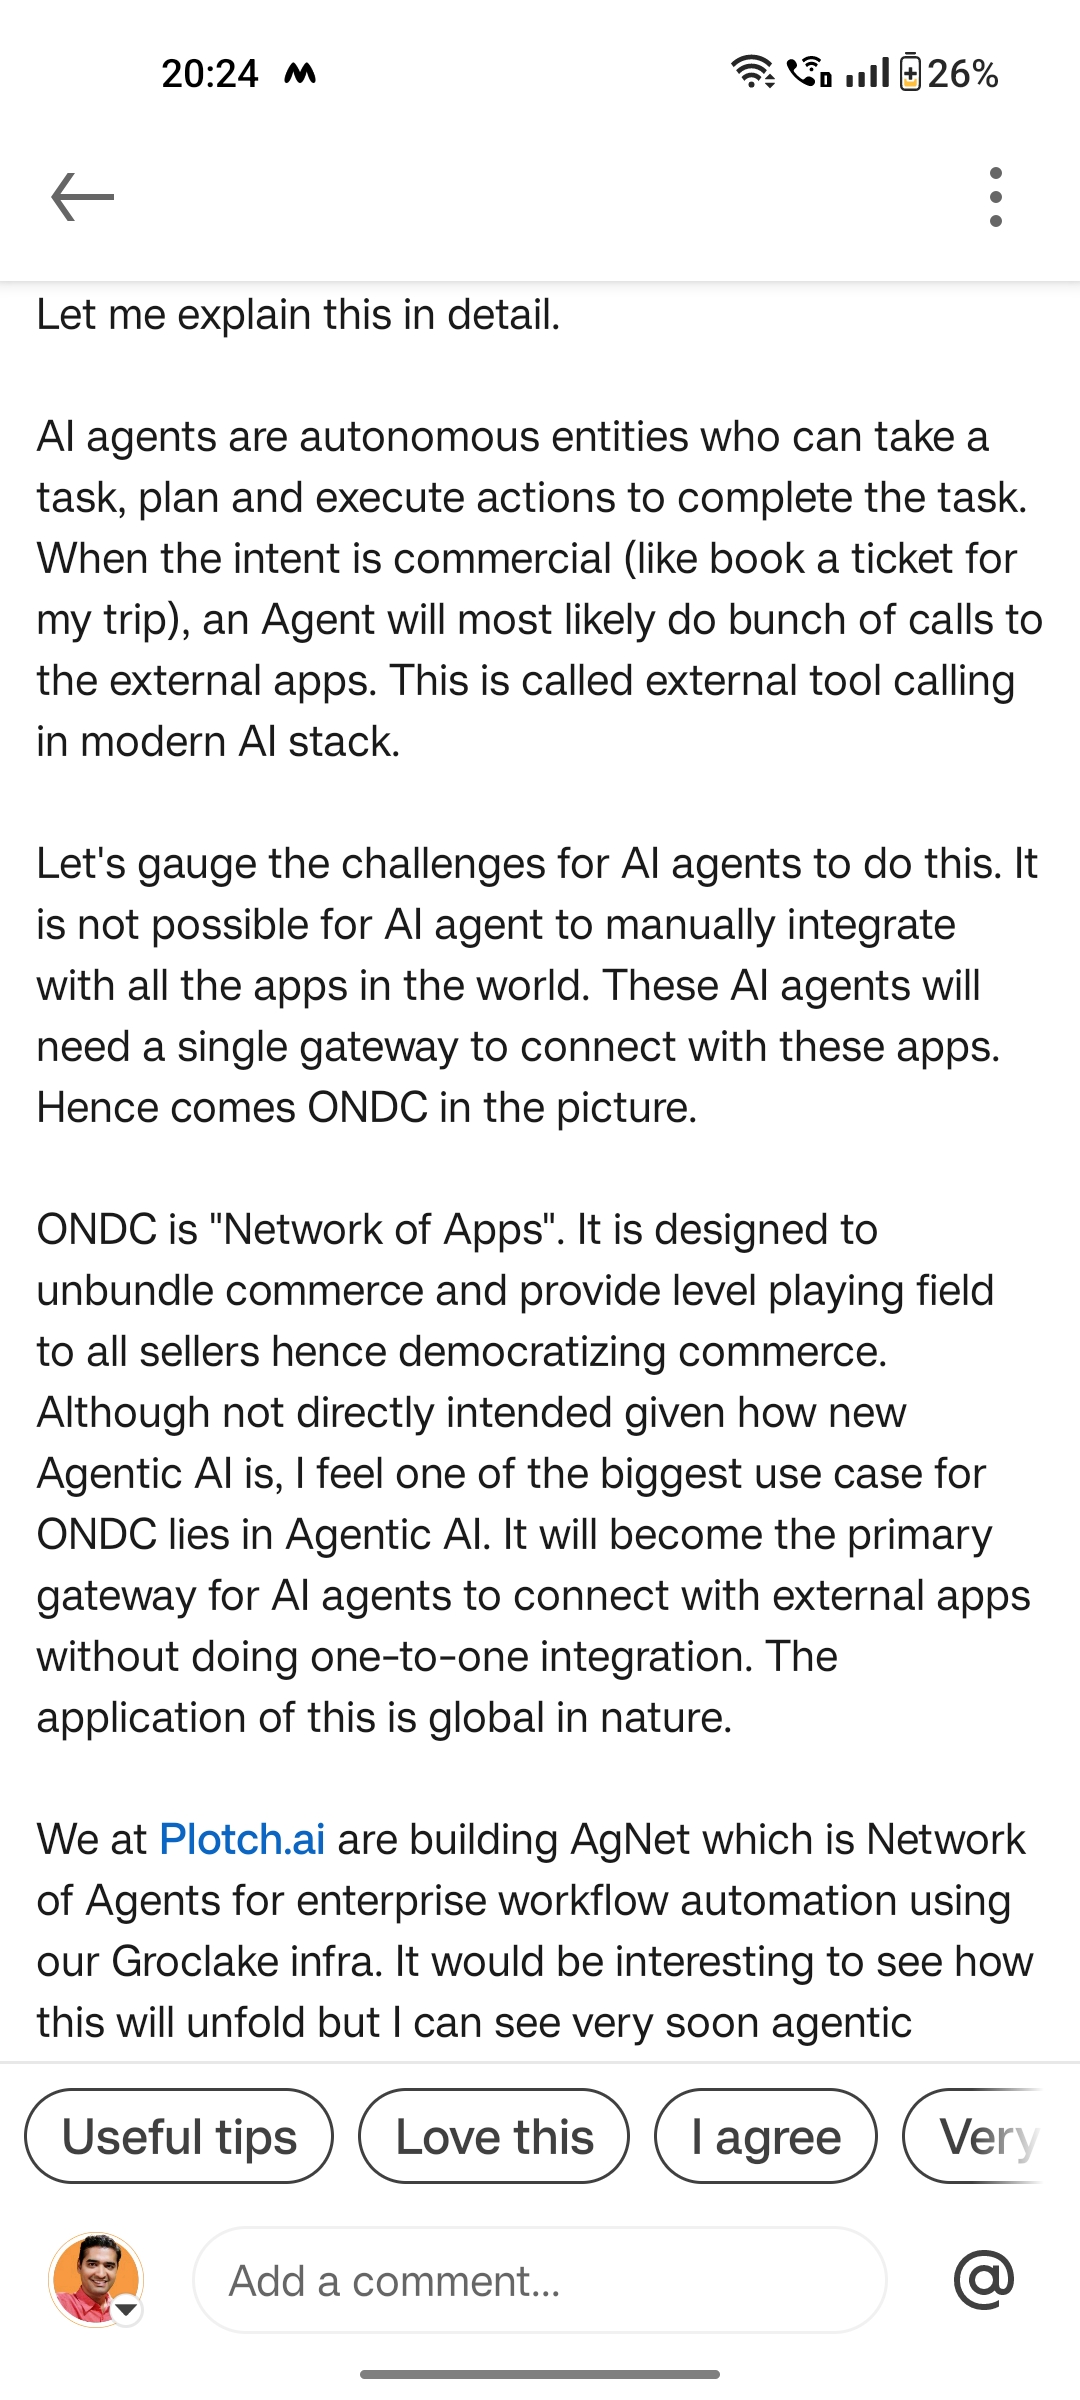 20:24
26%
Let me explain this in detail.
AI agents are autonomous entities who can take a
task, plan and execute actions to complete the task.
When the intent is commercial (like book a ticket for
my trip), an Agent will most likely do bunch of calls to
the external apps. This is called external tool calling
in modern AI stack.
Let's gauge the challenges for AI agents to do this. It
is not possible for AI agent to manually integrate
with all the apps in the world. These AI agents will
need a single gateway to connect with these apps.
Hence comes ONDC in the picture.
ONDC is "Network of Apps". It is designed to
unbundle commerce and provide level playing field
to all sellers hence democratizing commerce.
Although not directly intended given how new
Agentic AI is, I feel one of the biggest use case for
ONDC lies in Agentic AI. It will become the primary
gateway for AI agents to connect with external apps
without doing one-to-one integration. The
application of this is global in nature.
We at Plotch.ai are building AgNet which is Network
of Agents for enterprise workflow automation using
our Groclake infra. It would be interesting to see how
this will unfold but I can see very soon agentic
Useful tips
Love this
I agree
Very
Add a comment...
@